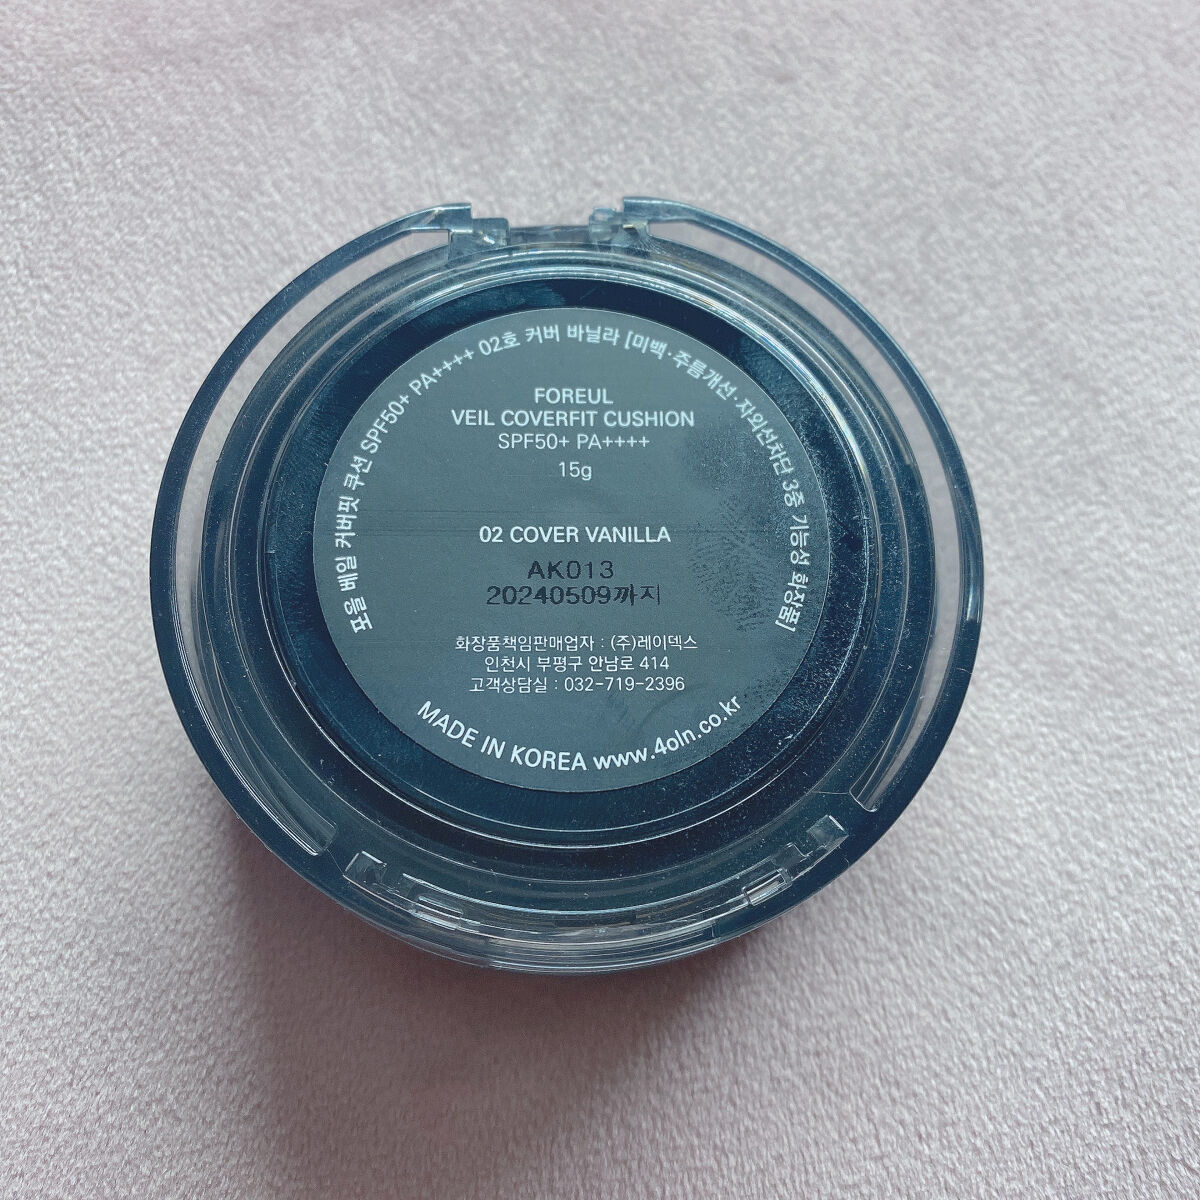 포울 베일 커버핏 쿠션 SPF50+ PA++++ 02호 커버 바닐라 [미백·주름개선·자외선차단 3중 기능성 화장품]
FOREUL
VEIL COVERFIT CUSHION
SPF50+ PA++++
15g
02 COVER VANILLA
AK013
20240509까지
화장품책임판매업자 : (주)레이덱스
인천시 부평구 안남로 414
고객상담실 : 032-719-2396
MADE IN KOREA www.4oln.co.kr